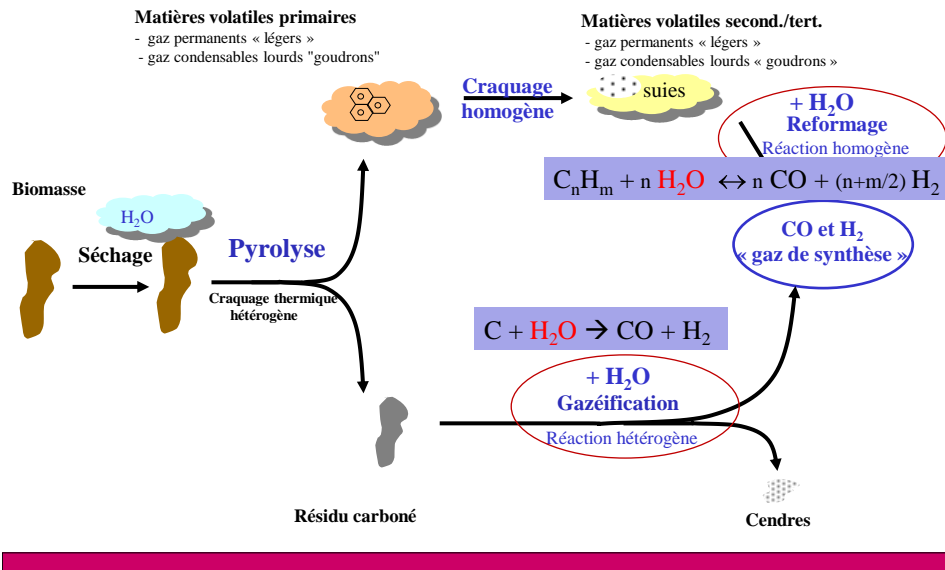 Matières volatiles primaires
- gaz permanents « légers »
- gaz condensables lourds "goudrons"
Matières volatiles second./tert.
- gaz permanents « légers »
- gaz condensables lourds « goudrons »
Craquage
homogène
suies
+ H₂O
Reformage
Réaction homogène
CₙHₘ + n H₂O ↔ n CO + (n+m/2) H₂
Biomasse
H₂O
Séchage
Pyrolyse
Craquage thermique
hétérogène
CO et H₂
« gaz de synthèse »
C + H₂O → CO + H₂
+ H₂O
Gazéification
Réaction hétérogène
Résidu carboné
Cendres